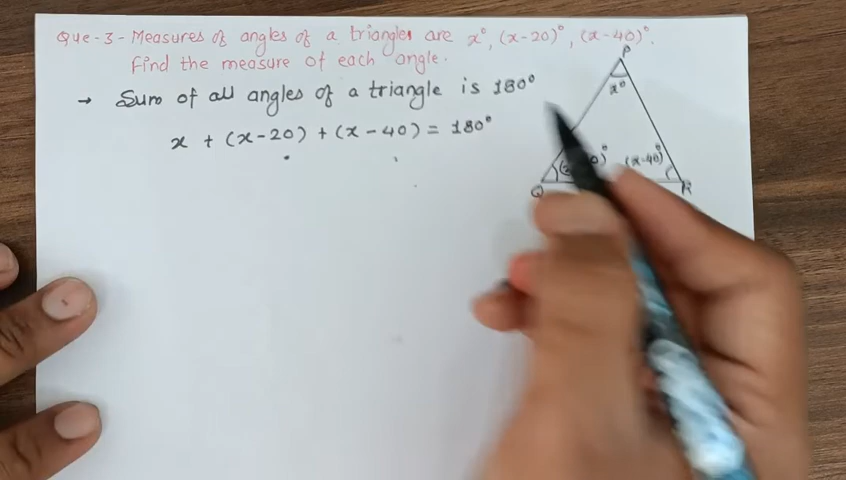 Que-3- Measures of angles of a triangle are x°, (x-20)°, (x-40)°.
Find the measure of each angle.
→ Sum of all angles of a triangle is 180°
x + (x-20) + (x-40) = 180°
P
x°
(x-40)°
Q
R